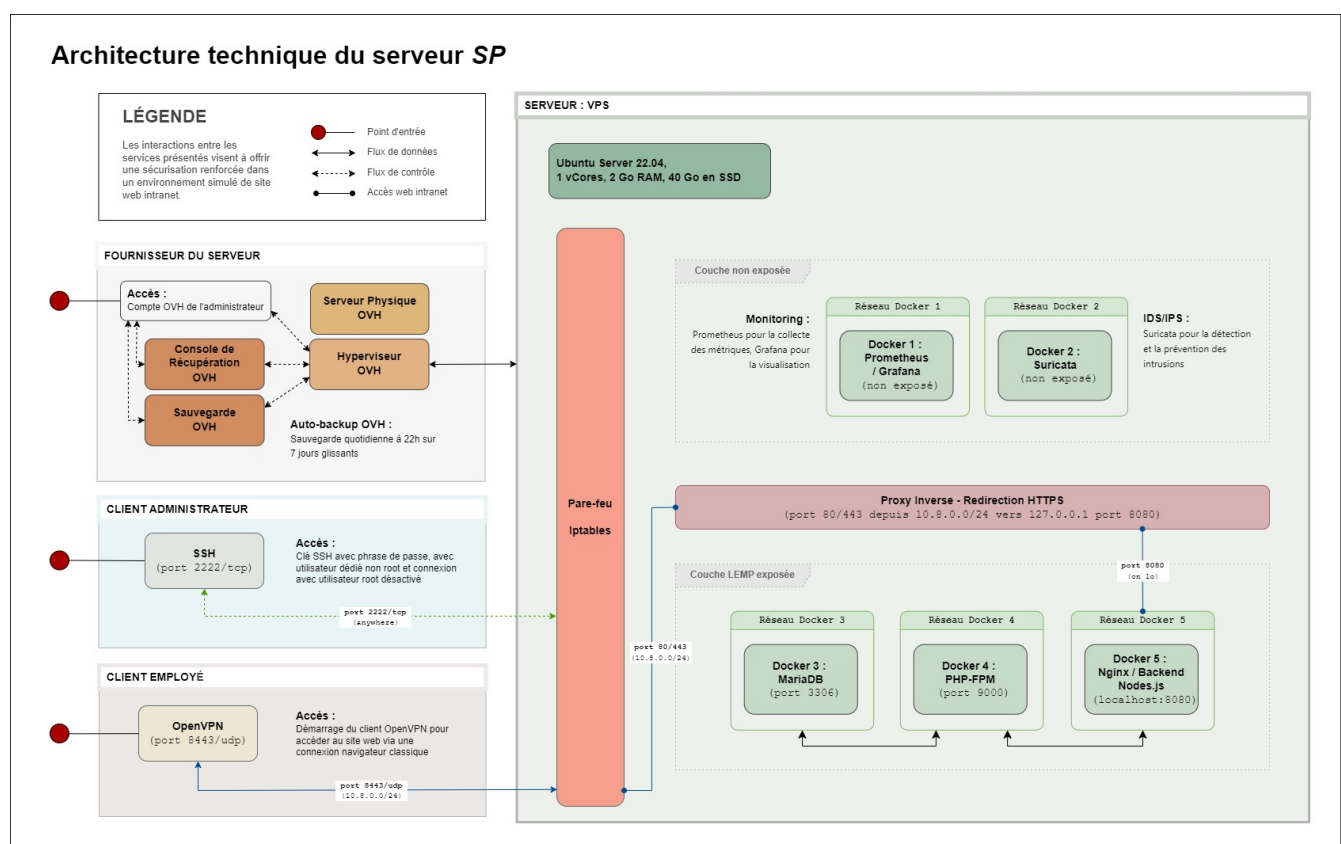 Architecture technique du serveur SP
LÉGENDE
Les interactions entre les
services présentés visent à offrir
une sécurisation renforcée dans
un environnement simulé de site
web intranet.
Point d'entrée
Flux de données
Flux de contrôle
Accès web intranet
FOURNISSEUR DU SERVEUR
Accès :
Compte OVH de l'administrateur
Serveur Physique
OVH
Console de
Récupération
OVH
Hyperviseur
OVH
Sauvegarde
OVH
Auto-backup OVH :
Sauvegarde quotidienne à 22h sur
7 jours glissants
CLIENT ADMINISTRATEUR
SSH
(port 2222/tcp)
Accès :
Clé SSH avec phrase de passe, avec
utilisateur dédié non root et connexion
avec utilisateur root désactivé
port 2222/tcp
(anywhere)
CLIENT EMPLOYÉ
OpenVPN
(port 8443/udp)
Accès :
Démarrage du client OpenVPN pour
accéder au site web via une
connexion navigateur classique
port 8443/udp
(10.8.0.0/24)
SERVEUR : VPS
Ubuntu Server 22.04,
1 vCores, 2 Go RAM, 40 Go en SSD
Pare-feu
Iptables
port 80/443
(10.8.0.0/24)
Couche non exposée
Monitoring :
Prometheus pour la collecte
des métriques, Grafana pour
la visualisation
Réseau Docker 1
Docker 1 :
Prometheus
/ Grafana
(non exposé)
Réseau Docker 2
Docker 2 :
Suricata
(non exposé)
IDS/IPS :
Suricata pour la détection
et la prévention des
intrusions
Proxy Inverse - Redirection HTTPS
(port 80/443 depuis 10.8.0.0/24 vers 127.0.0.1 port 8080)
port 8080
(on lo)
Couche LEMP exposée
Réseau Docker 3
Docker 3 :
MariaDB
(port 3306)
Réseau Docker 4
Docker 4 :
PHP-FPM
(port 9000)
Réseau Docker 5
Docker 5 :
Nginx / Backend
Nodes.js
(localhost:8080)